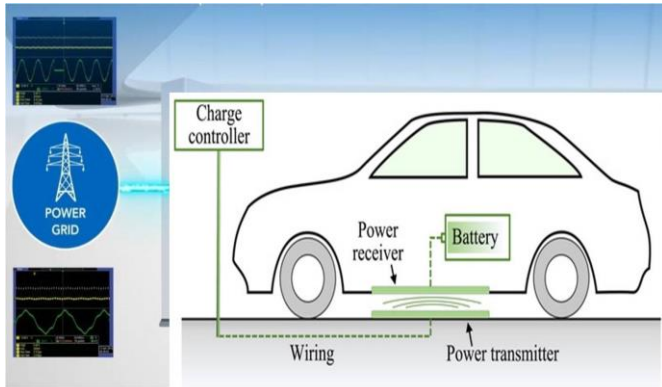 POWER
GRID
Charge
controller
Power
receiver
Battery
Wiring
Power transmitter